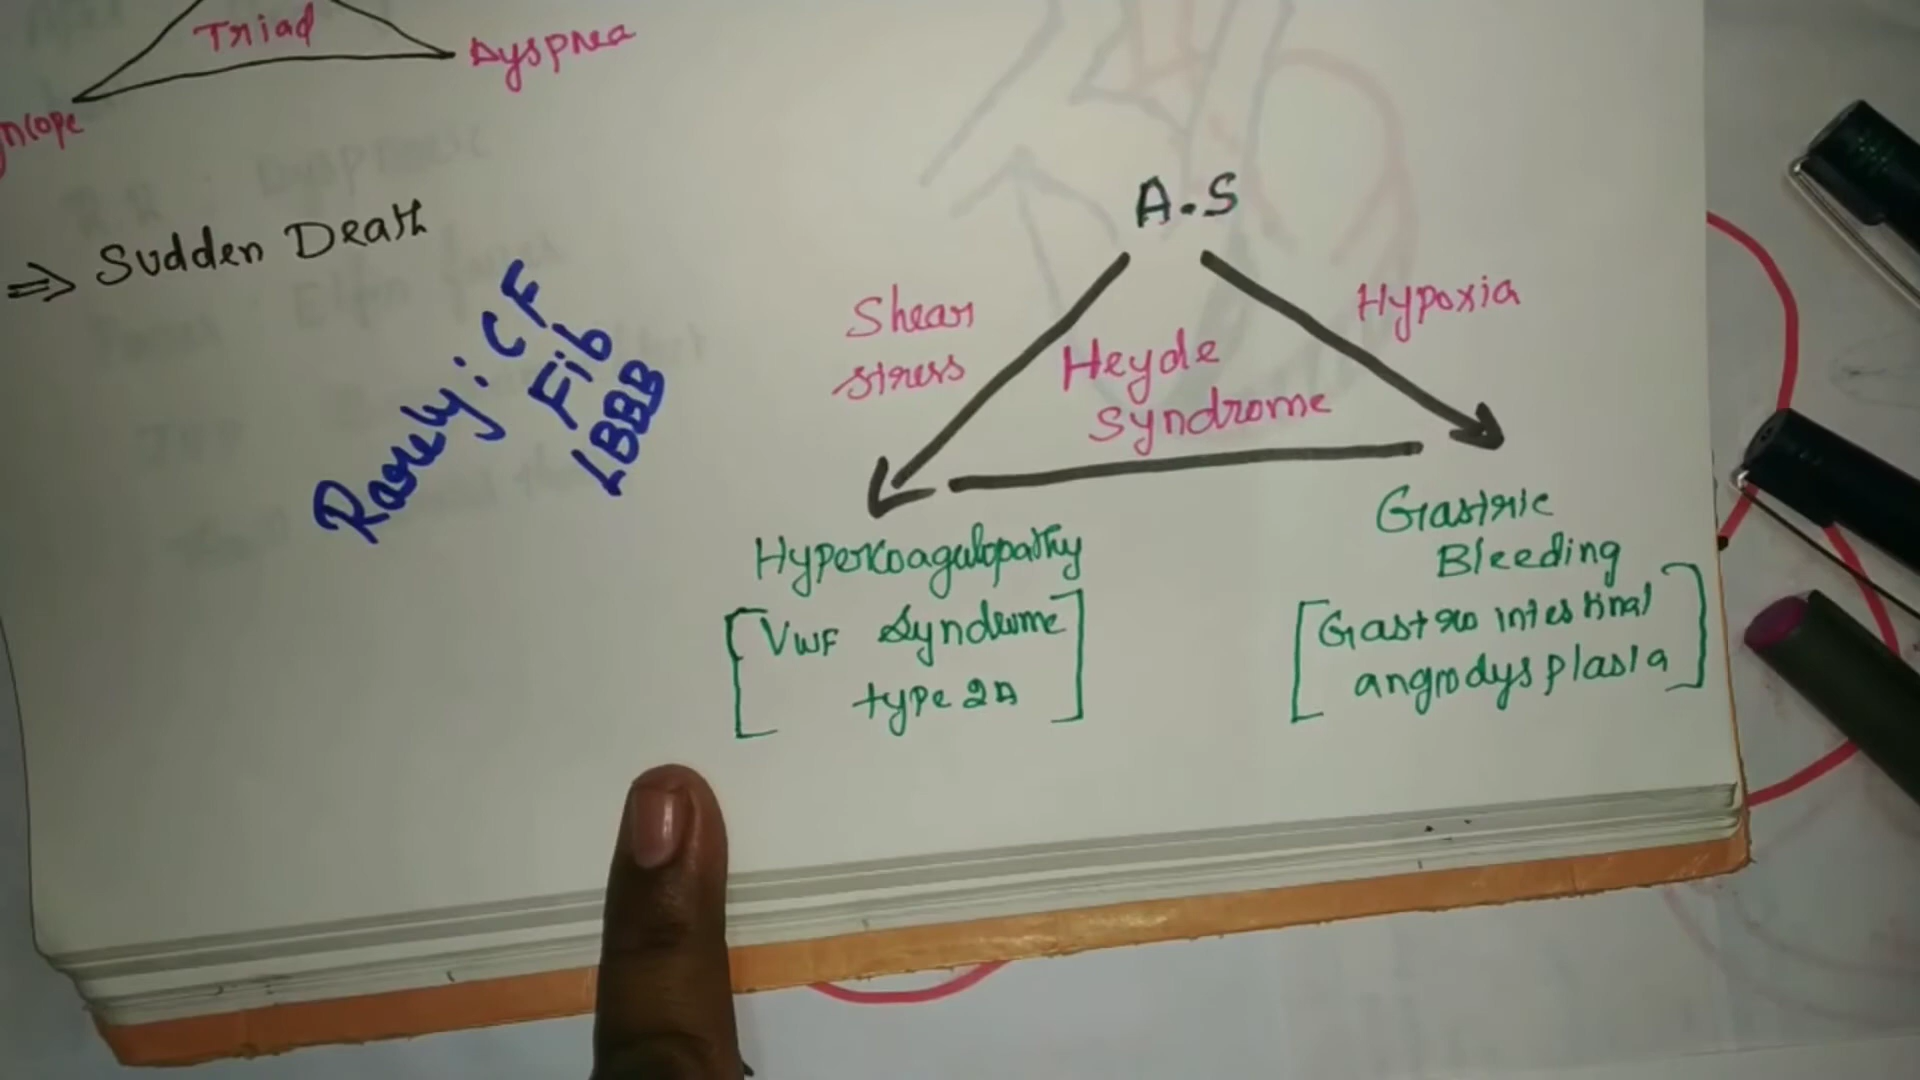 Triad
Dyspnea
ncope
⇒ Sudden Death
Rarely: CF
Fib
LBBB
A.S
Shear
stress
Hypoxia
Heyde
Syndrome
Hypercoagulopathy
[VWF Syndrome
type 2A]
Gastric
Bleeding
[Gastro intestinal
angiodysplasia]